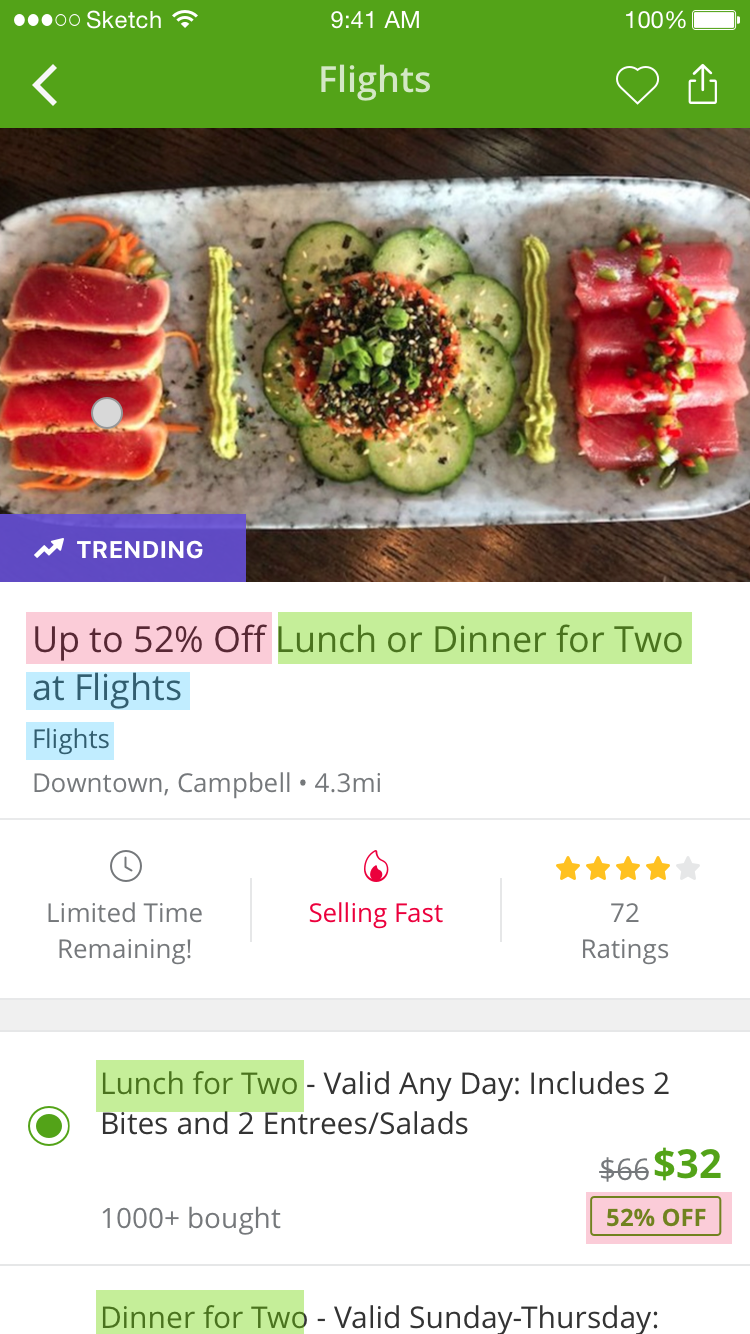 Sketch 9:41 AM 100%
Flights
TRENDING
Up to 52% Off Lunch or Dinner for Two
at Flights
Flights
Downtown, Campbell • 4.3mi
Limited Time
Remaining!
Selling Fast
72
Ratings
Lunch for Two - Valid Any Day: Includes 2
Bites and 2 Entrees/Salads
$66 $32
1000+ bought
52% OFF
Dinner for Two - Valid Sunday-Thursday: